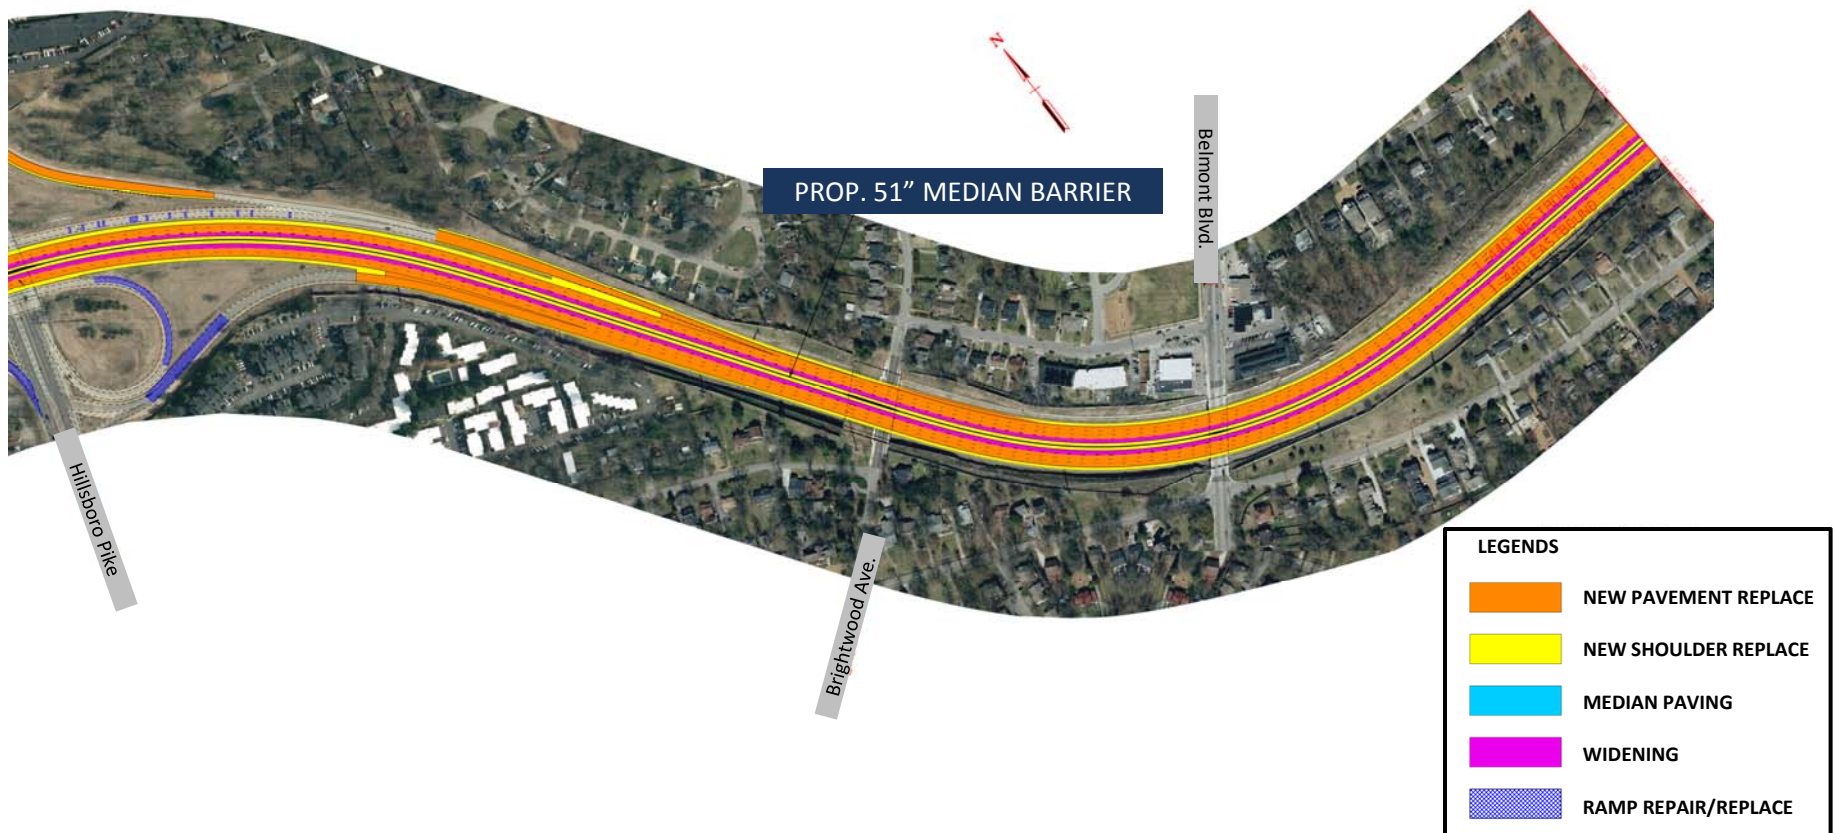 N
PROP. 51” MEDIAN BARRIER
Belmont Blvd.
Hillsboro Pike
Brightwood Ave.
LEGENDS
NEW PAVEMENT REPLACE
NEW SHOULDER REPLACE
MEDIAN PAVING
WIDENING
RAMP REPAIR/REPLACE